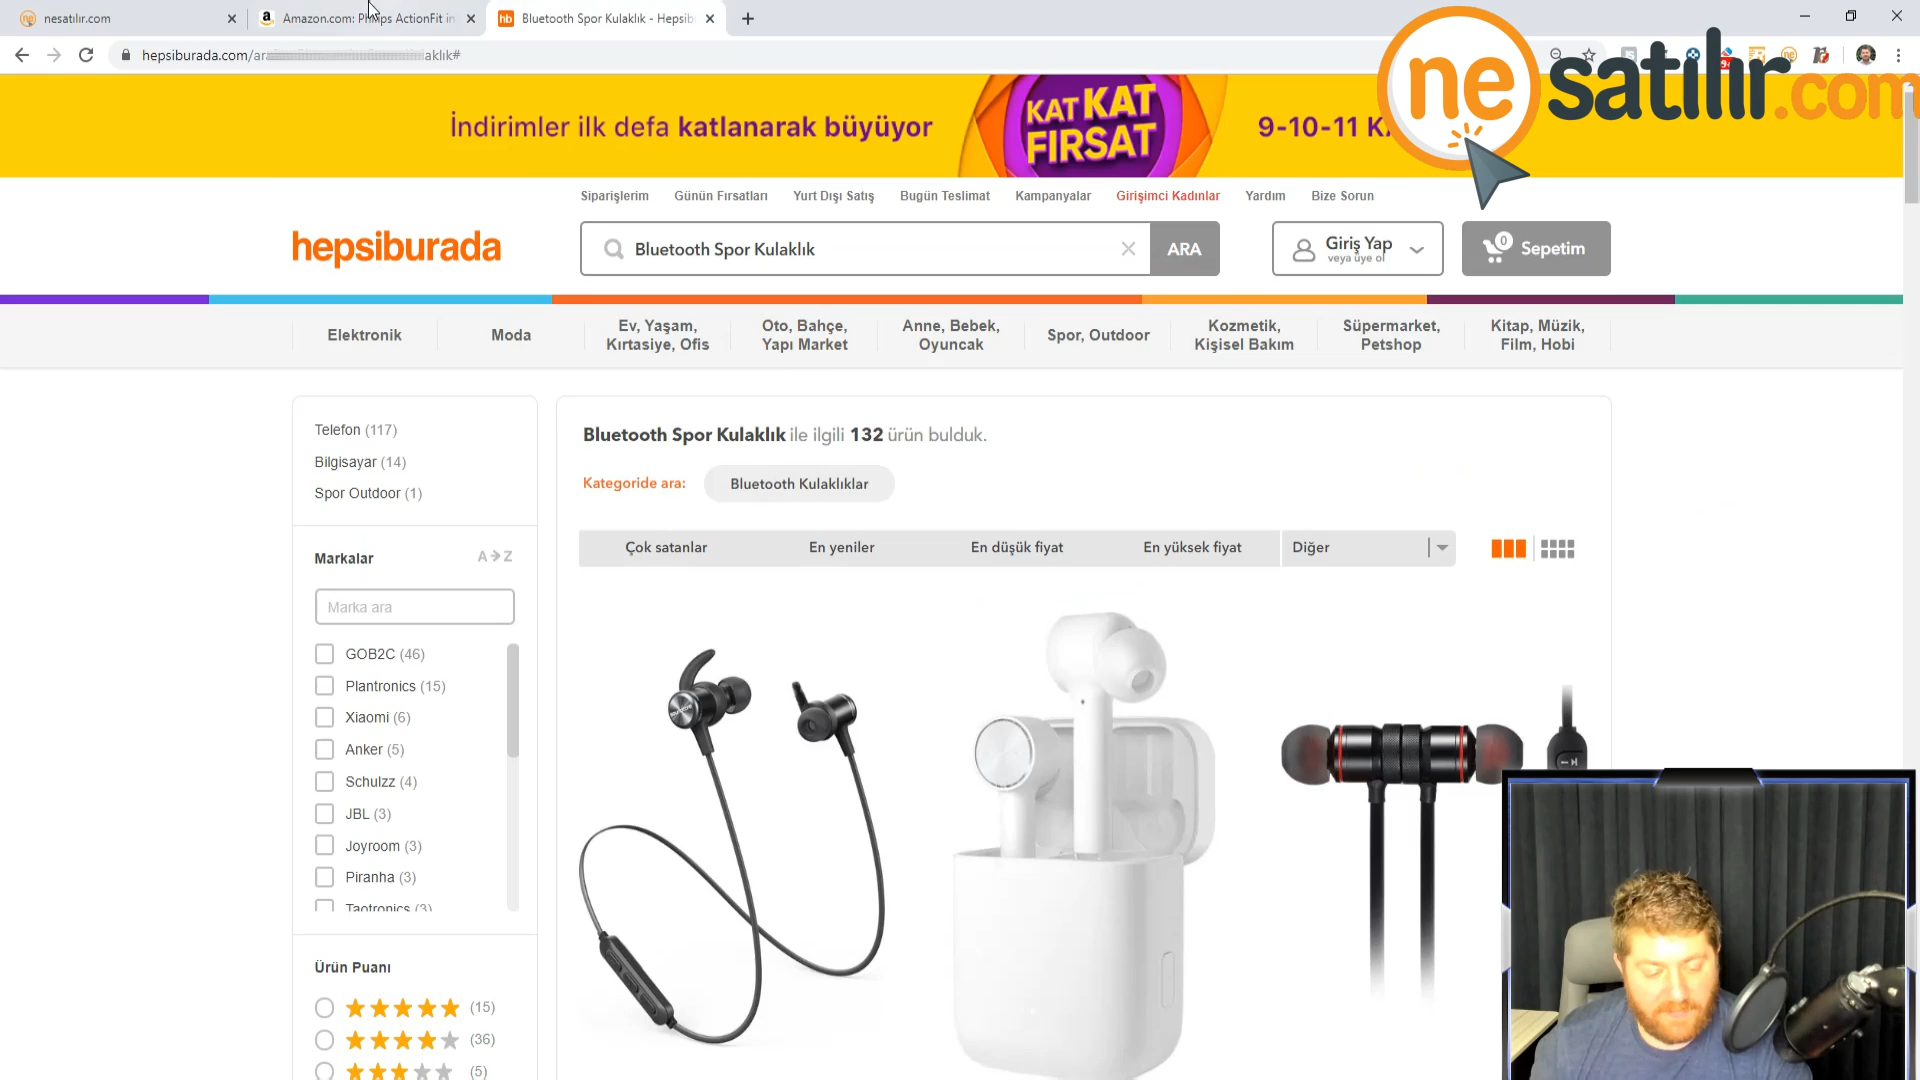 nesatilir.com
Amazon.com: Philips ActionFit in
hb Bluetooth Spor Kulaklık - Hepsib
hepsiburada.com/ara
aklık#
ne satılır.com
İndirimler ilk defa katlanarak büyüyor
KAT KAT
FIRSAT
9-10-11
Siparişlerim
Günün Fırsatları
Yurt Dışı Satış
Bugün Teslimat
Kampanyalar
Girişimci Kadınlar
Yardım
Bize Sorun
hepsiburada
Bluetooth Spor Kulaklık
ARA
Giriş Yap
veya üye ol
0
Sepetim
Elektronik
Moda
Ev, Yaşam,
Kırtasiye, Ofis
Oto, Bahçe,
Yapı Market
Anne, Bebek,
Oyuncak
Spor, Outdoor
Kozmetik,
Kişisel Bakım
Süpermarket,
Petshop
Kitap, Müzik,
Film, Hobi
Telefon (117)
Bilgisayar (14)
Spor Outdoor (1)
Markalar
A Z
Marka ara
GOB2C (46)
Plantronics (15)
Xiaomi (6)
Anker (5)
Schulzz (4)
JBL (3)
Joyroom (3)
Piranha (3)
Taotronics (3)
Ürün Puanı
(15)
(36)
(5)
Bluetooth Spor Kulaklık ile ilgili 132 ürün bulduk.
Kategoride ara:
Bluetooth Kulaklıklar
Çok satanlar
En yeniler
En düşük fiyat
En yüksek fiyat
Diğer